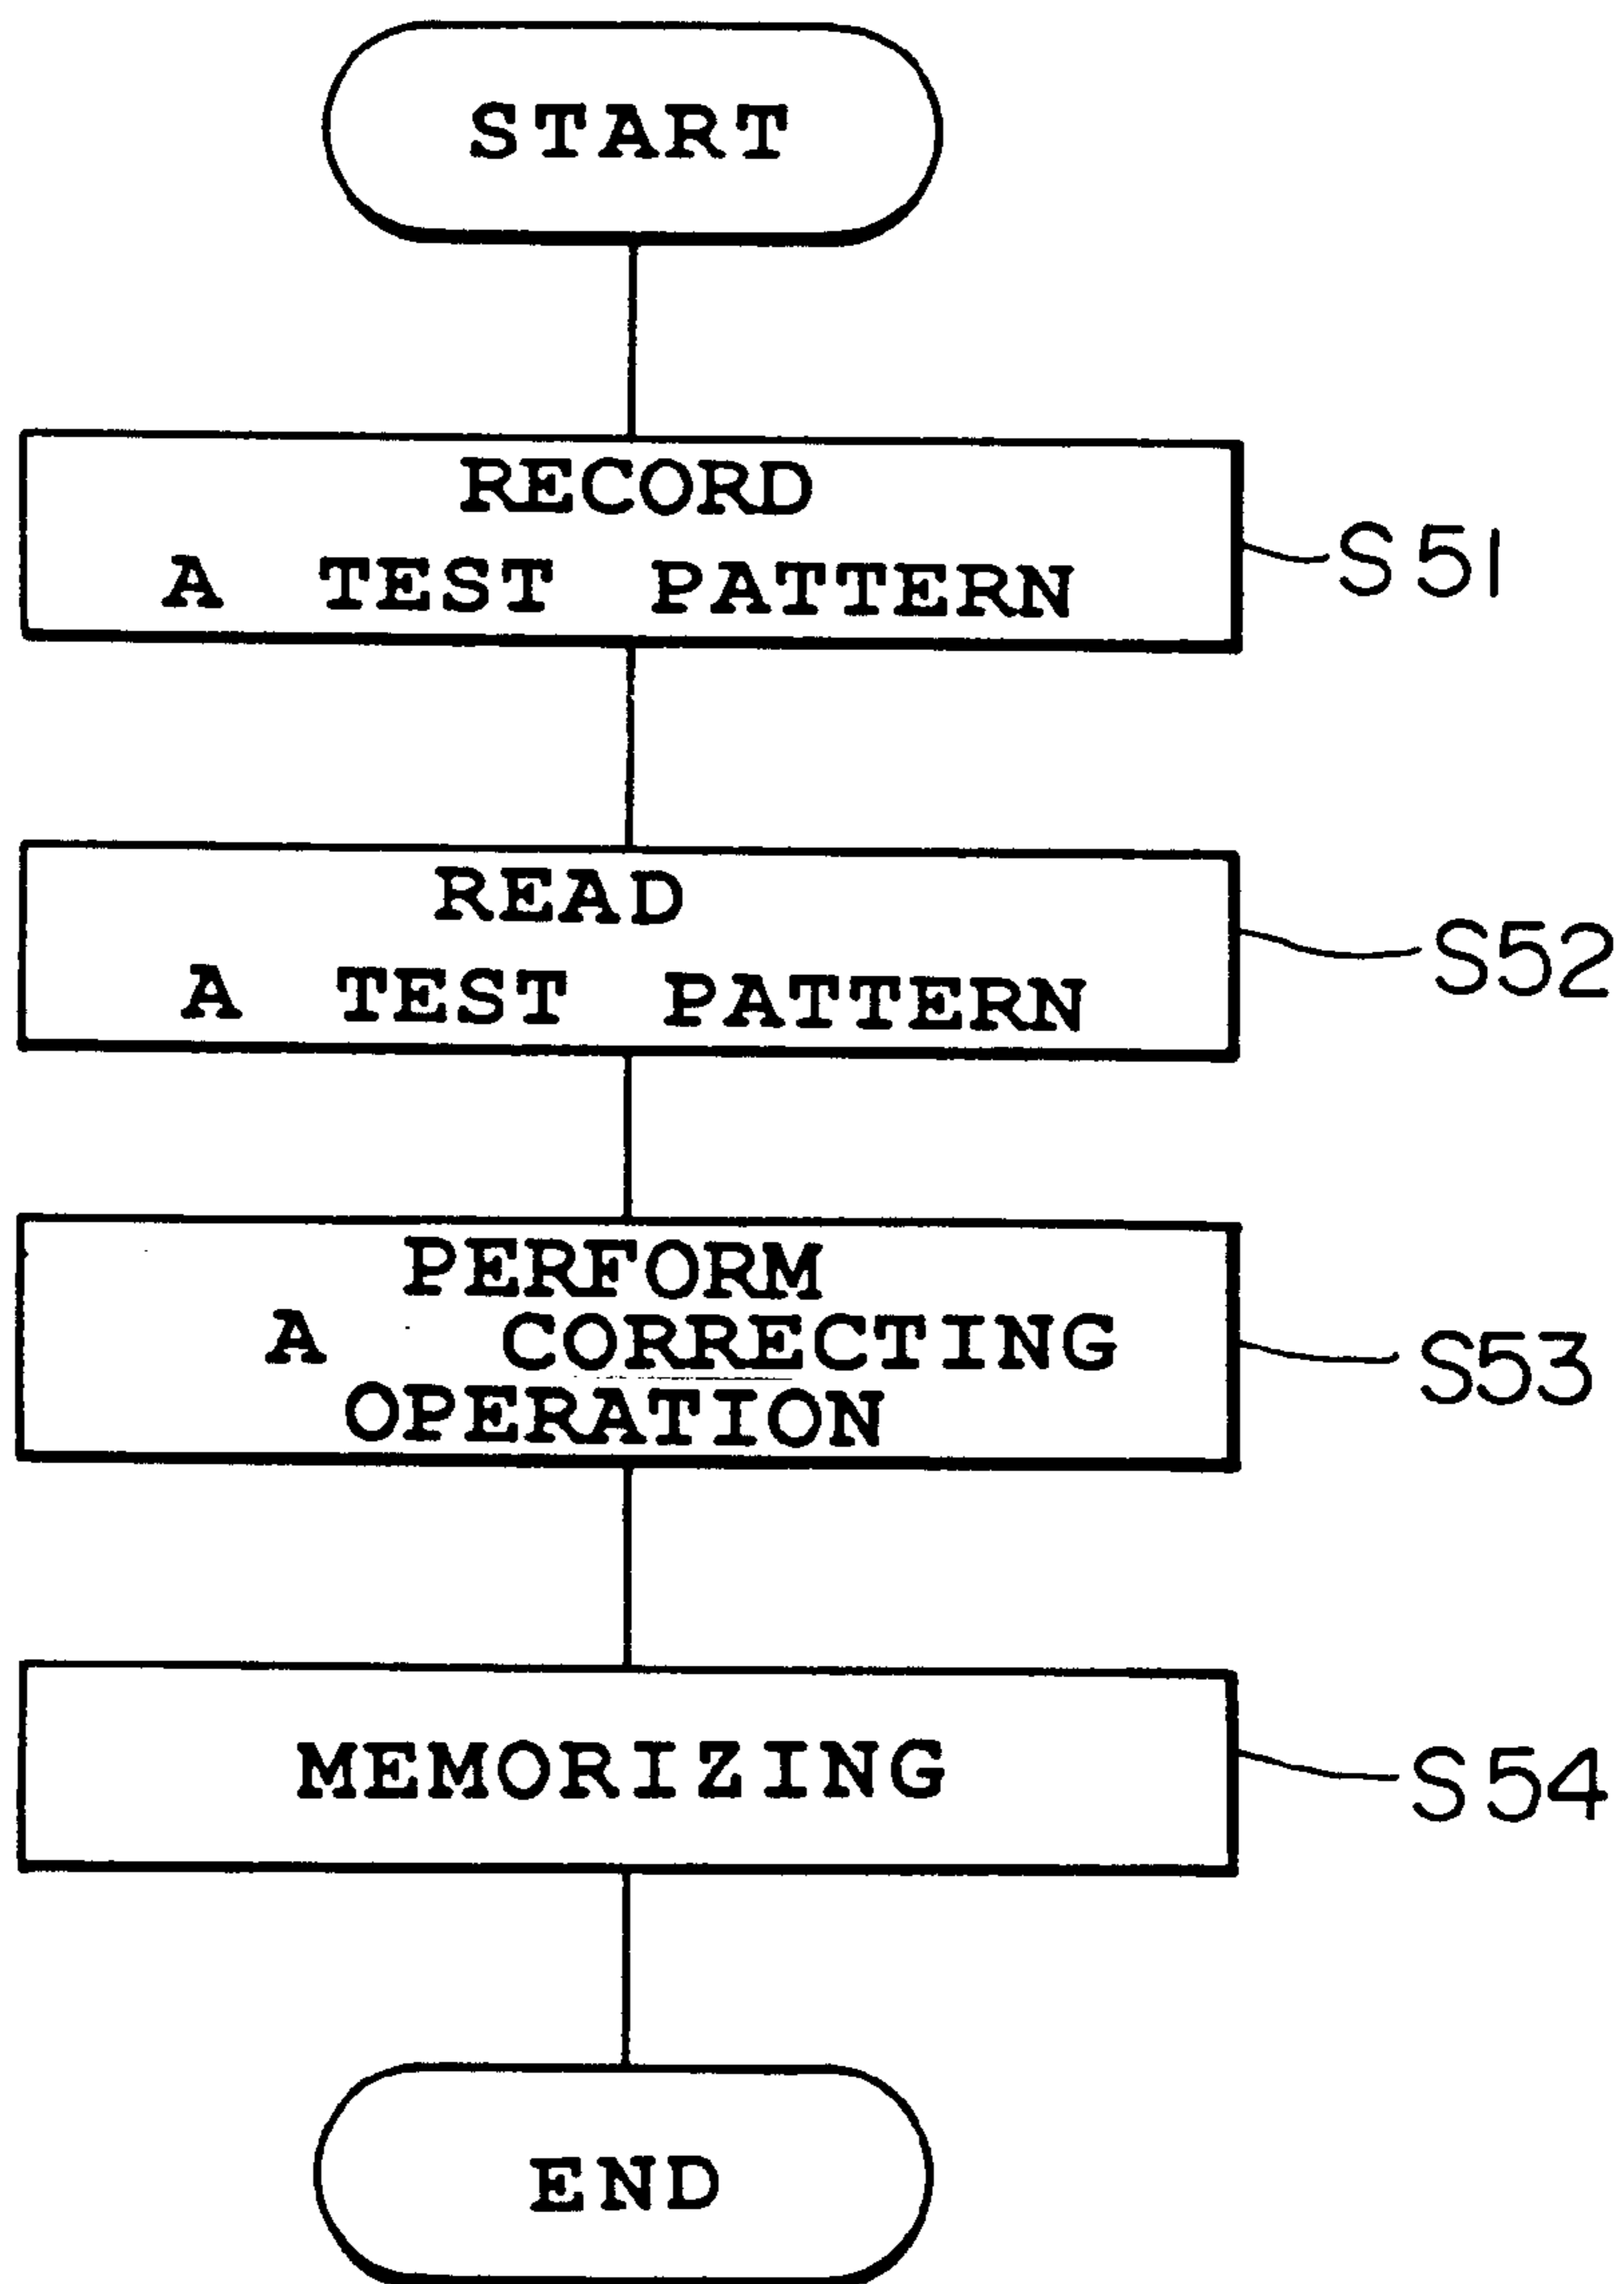 START
RECORD
A TEST PATTERN
S51
READ
A TEST PATTERN
S52
PERFORM
A CORRECTING
OPERATION
S53
MEMORIZING
S54
END